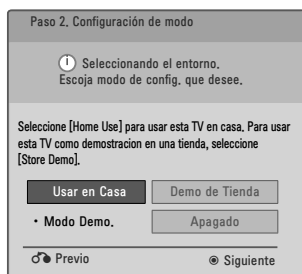 Paso 2. Configuración de modo
Seleccionando el entorno.
Escoja modo de config. que desee.
Seleccione [Home Use] para usar esta TV en casa. Para usar
esta TV como demostracion en una tienda, seleccione
[Store Demo].
Usar en Casa Demo de Tienda
• Modo Demo. Apagado
Previo Siguiente